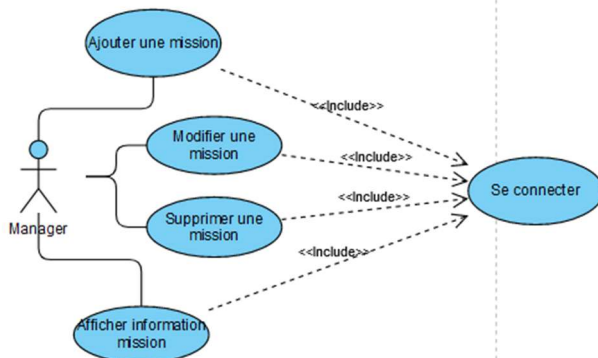 Ajouter une mission
<<Include>>
Modifier une
mission
<<Include>>
Se connecter
<<Include>>
Supprimer une
mission
Manager
<<Include>>
Afficher information
mission